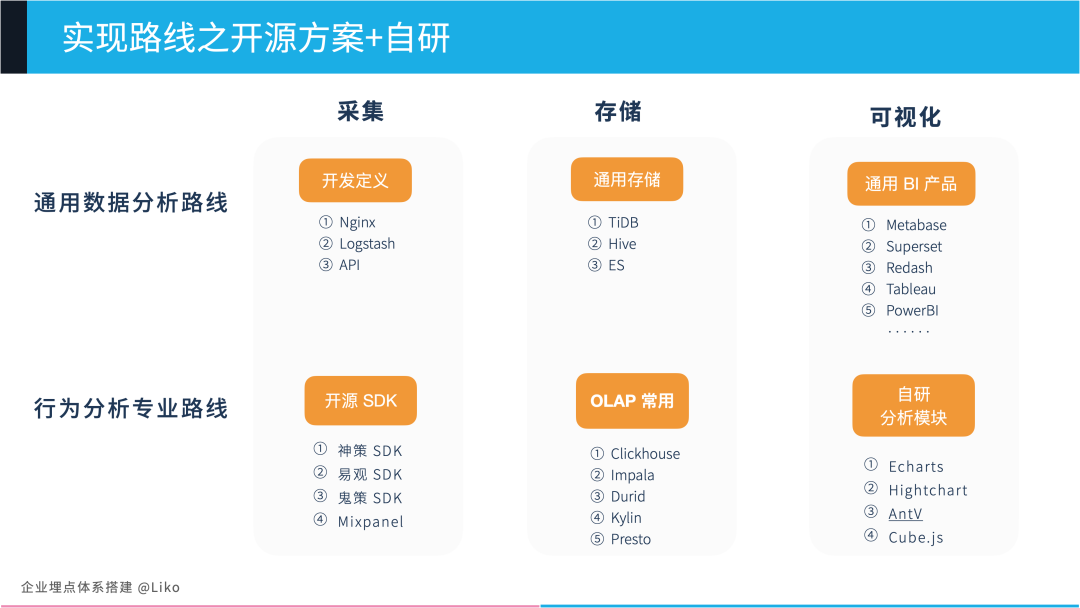 实现路线之开源方案+自研
采集
存储
可视化
通用数据分析路线
开发定义
① Nginx
② Logstash
③ API
通用存储
① TiDB
② Hive
③ ES
通用 BI 产品
① Metabase
② Superset
③ Redash
④ Tableau
⑤ PowerBI
......
行为分析专业路线
开源 SDK
① 神策 SDK
② 易观 SDK
③ 鬼策 SDK
④ Mixpanel
OLAP 常用
① Clickhouse
② Impala
③ Durid
④ Kylin
⑤ Presto
自研
分析模块
① Echarts
② Hightchart
③ AntV
④ Cube.js
企业埋点体系搭建 @Liko